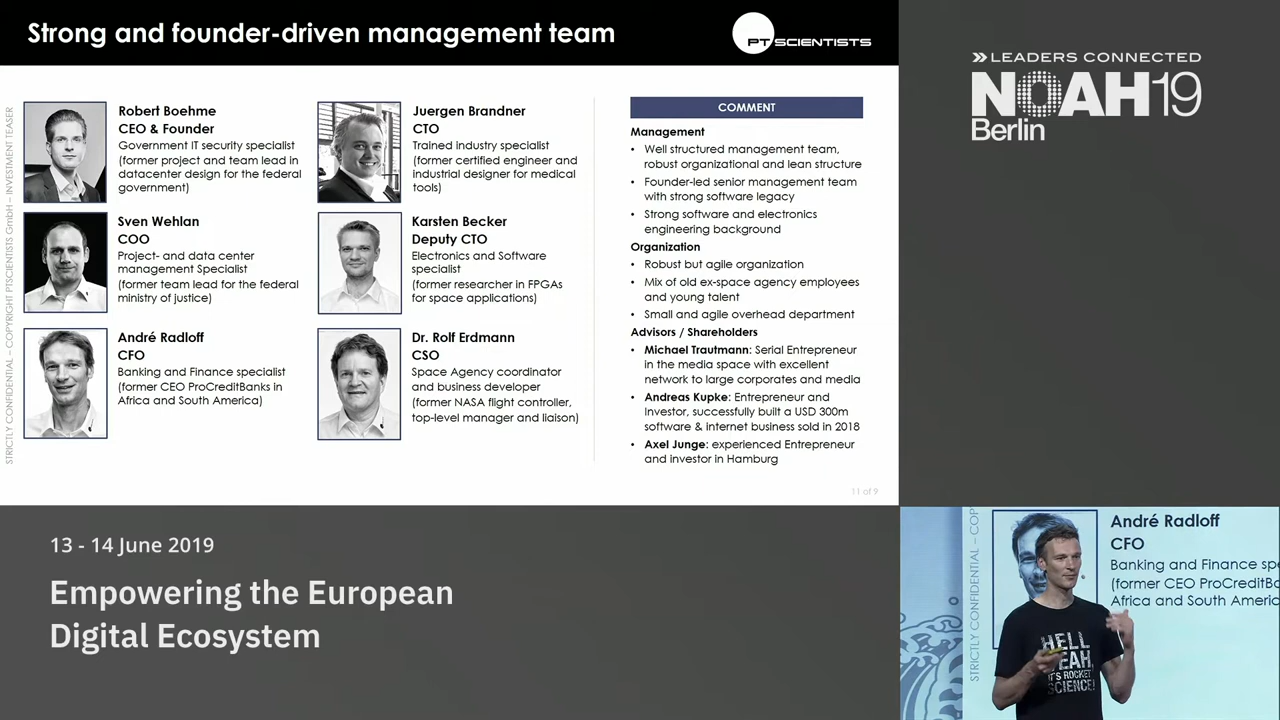 Strong and founder-driven management team
PTSCIENTISTS
STRICTLY CONFIDENTIAL – COPYRIGHT PTSCIENTISTS GmbH – INVESTMENT TEASER
Robert Boehme
CEO & Founder
Government IT security specialist
(former project and team lead in
datacenter design for the federal
government)
Sven Wehlan
COO
Project- and data center
management Specialist
(former team lead for the federal
ministry of justice)
André Radloff
CFO
Banking and Finance specialist
(former CEO ProCreditBanks in
Africa and South America)
Juergen Brandner
CTO
Trained industry specialist
(former certified engineer and
industrial designer for medical
tools)
Karsten Becker
Deputy CTO
Electronics and Software
specialist
(former researcher in FPGAs
for space applications)
Dr. Rolf Erdmann
CSO
Space Agency coordinator
and business developer
(former NASA flight controller,
top-level manager and liaison)
COMMENT
Management
• Well structured management team,
robust organizational and lean structure
• Founder-led senior management team
with strong software legacy
• Strong software and electronics
engineering background
Organization
• Robust but agile organization
• Mix of old ex-space agency employees
and young talent
• Small and agile overhead department
Advisors / Shareholders
• Michael Trautmann: Serial Entrepreneur
in the media space with excellent
network to large corporates and media
• Andreas Kupke: Entrepreneur and
Investor, successfully built a USD 300m
software & internet business sold in 2018
• Axel Junge: experienced Entrepreneur
and investor in Hamburg
11 of 9
LEADERS CONNECTED
NOAH19
Berlin
13 - 14 June 2019
Empowering the European
Digital Ecosystem
STRICTLY CONFIDENTIAL – COP
André Radloff
CFO
Banking and Finance spe
(former CEO ProCreditBa
Africa and South Americ
HELL
YEAH,
IT'S ROCKET
SCIENCE!